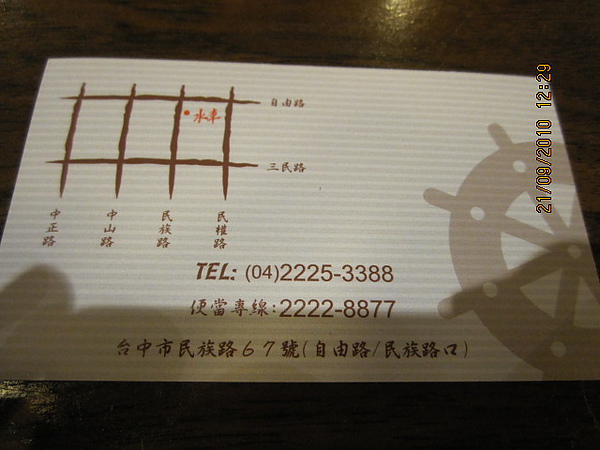 自由路
水車
三民路
中正路
中山路
民族路
民權路
TEL: (04)2225-3388
便當專線:2222-8877
台中市民族路67號(自由路/民族路口)
21/09/2010 12:29